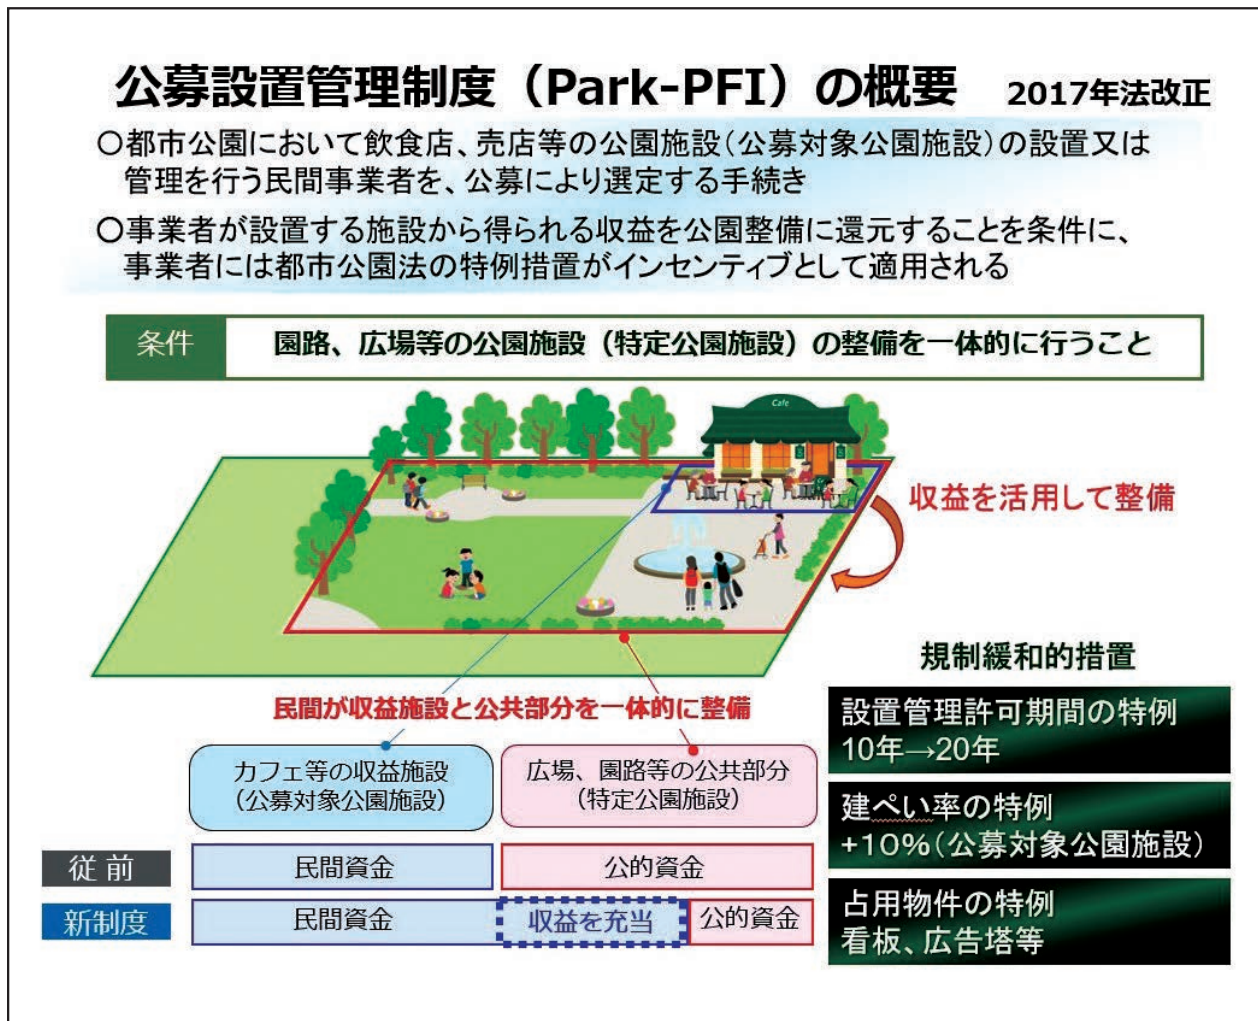 公募設置管理制度（Park-PFI）の概要 2017年法改正
○都市公園において飲食店、売店等の公園施設（公募対象公園施設）の設置又は
管理を行う民間事業者を、公募により選定する手続き
○事業者が設置する施設から得られる収益を公園整備に還元することを条件に、
事業者には都市公園法の特例措置がインセンティブとして適用される
条件 園路、広場等の公園施設（特定公園施設）の整備を一体的に行うこと
Cafe
収益を活用して整備
民間が収益施設と公共部分を一体的に整備
カフェ等の収益施設
（公募対象公園施設）
広場、園路等の公共部分
（特定公園施設）
従前 民間資金 公的資金
新制度 民間資金 収益を充当 公的資金
規制緩和的措置
設置管理許可期間の特例
10年→20年
建ぺい率の特例
+10%（公募対象公園施設）
占用物件の特例
看板、広告塔等